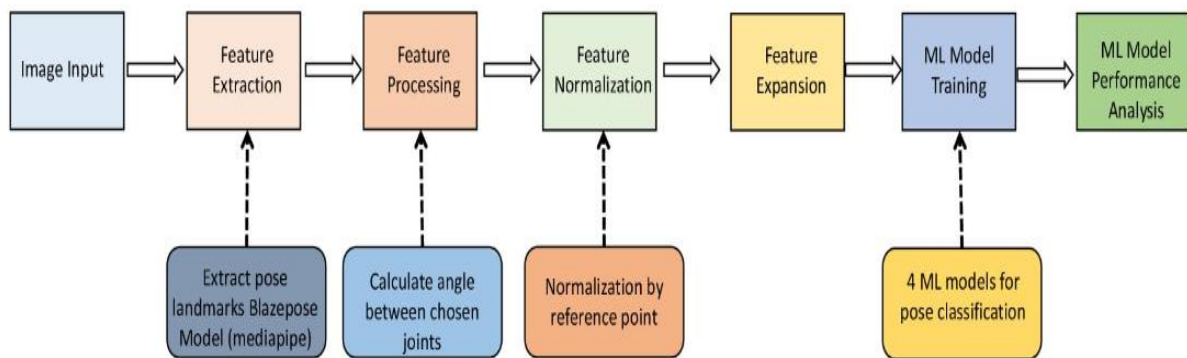 Image Input
Feature
Extraction
Feature
Processing
Feature
Normalization
Feature
Expansion
ML Model
Training
ML Model
Performance
Analysis
Extract pose
landmarks Blazepose
Model (mediapipe)
Calculate angle
between chosen
joints
Normalization by
reference point
4 ML models for
pose classification